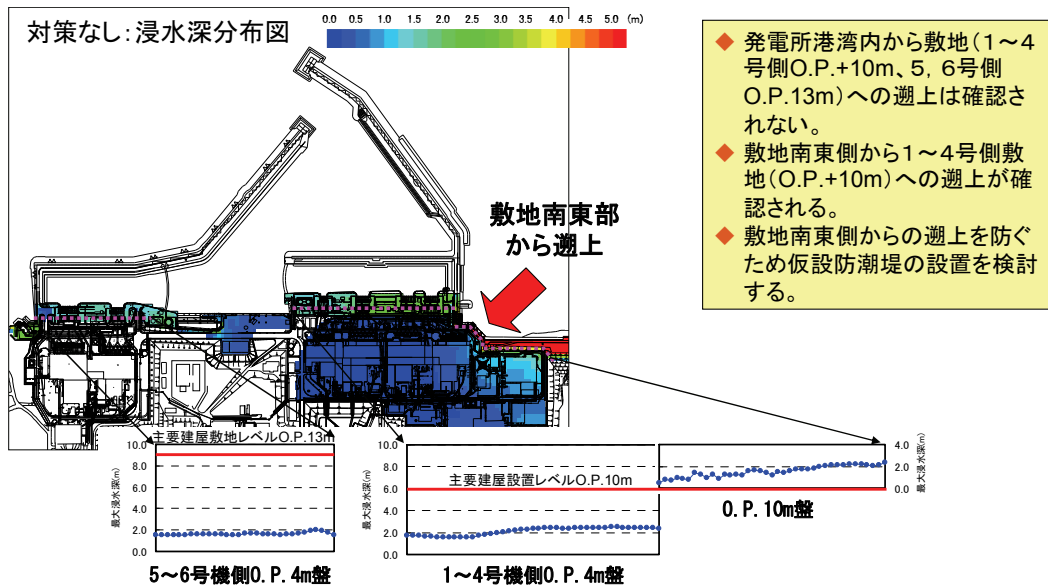 対策なし:浸水深分布図
0.0 0.5 1.0 1.5 2.0 2.5 3.0 3.5 4.0 4.5 5.0 (m)
◆ 発電所港湾内から敷地(1~4
号側O.P.+10m、5,6号側
O.P.13m)への遡上は確認さ
れない。
◆ 敷地南東側から1~4号側敷
地(O.P.+10m)への遡上が確
認される。
◆ 敷地南東側からの遡上を防ぐ
ため仮設防潮堤の設置を検討
する。
敷地南東部
から遡上
主要建屋敷地レベルO.P.13m
最大浸水深(m)
10.0
8.0
6.0
4.0
2.0
0.0
5~6号機側O.P.4m盤
主要建屋設置レベルO.P.10m
最大浸水深(m)
10.0
8.0
6.0
4.0
2.0
0.0
1~4号機側O.P.4m盤
4.0
2.0
0.0
最大浸水深(m)
O.P.10m盤